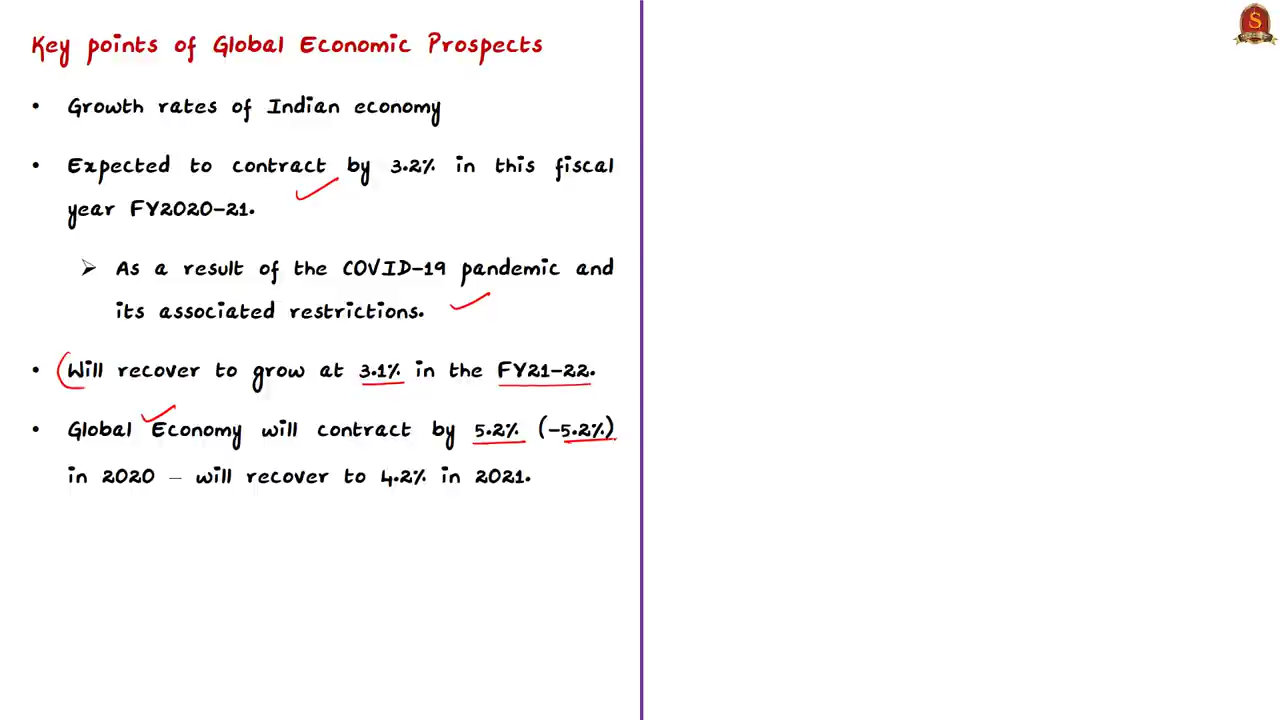 Key points of Global Economic Prospects
• Growth rates of Indian economy
• Expected to contract by 3.2% in this fiscal
year FY2020-21.
➢ As a result of the COVID-19 pandemic and
its associated restrictions.
• Will recover to grow at 3.1% in the FY21-22.
• Global Economy will contract by 5.2% (-5.2%)
in 2020 – will recover to 4.2% in 2021.
S